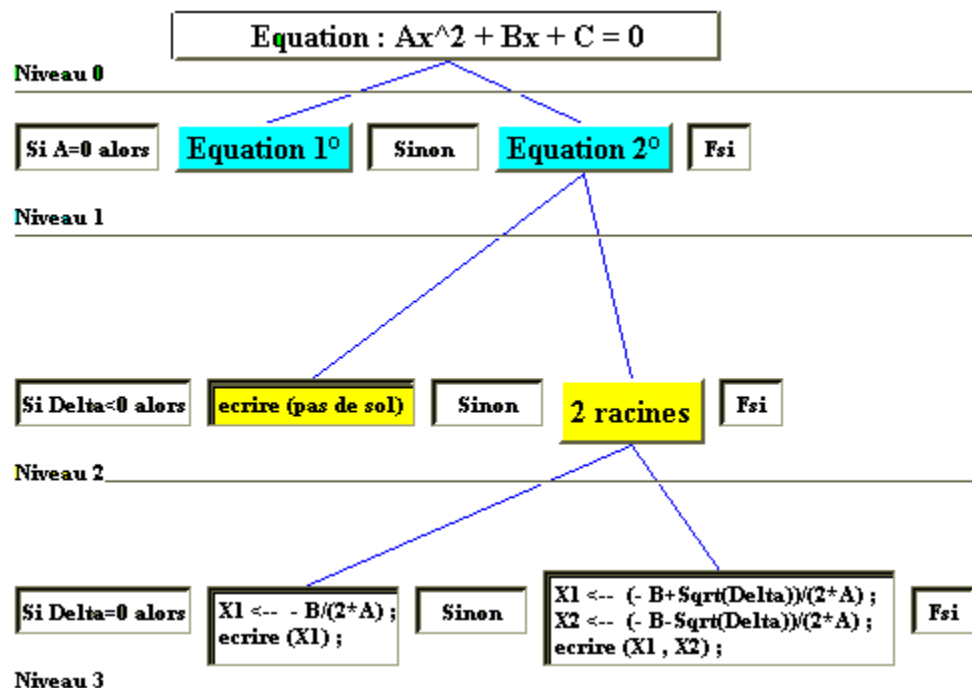 Equation : Ax^2 + Bx + C = 0
Niveau 0
Si A=0 alors Equation 1° Sinon Equation 2° Fsi
Niveau 1
Si Delta<0 alors ecrire (pas de sol) Sinon 2 racines Fsi
Niveau 2
Si Delta=0 alors
X1 <-- - B/(2*A) ;
ecrire (X1) ;
Sinon
X1 <-- (- B+Sqrt(Delta))/(2*A) ;
X2 <-- (- B-Sqrt(Delta))/(2*A) ;
ecrire (X1 , X2) ;
Fsi
Niveau 3